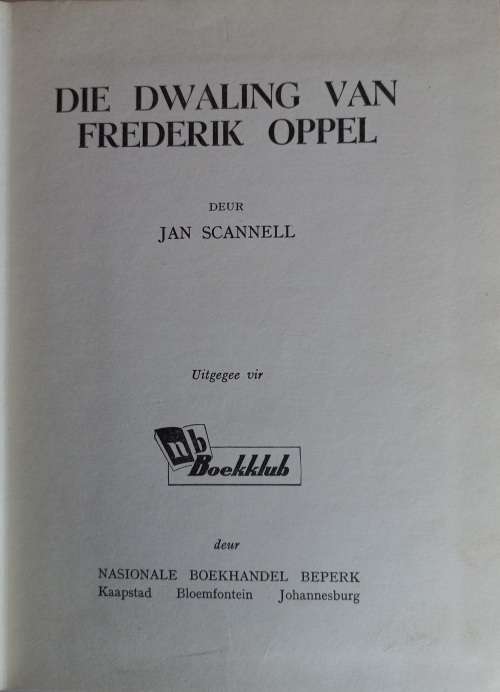 DIE DWALING VAN
FREDERIK OPPEL
DEUR
JAN SCANNELL
Uitgegee vir
nb
Boekklub
deur
NASIONALE BOEKHANDEL BEPERK
Kaapstad Bloemfontein Johannesburg